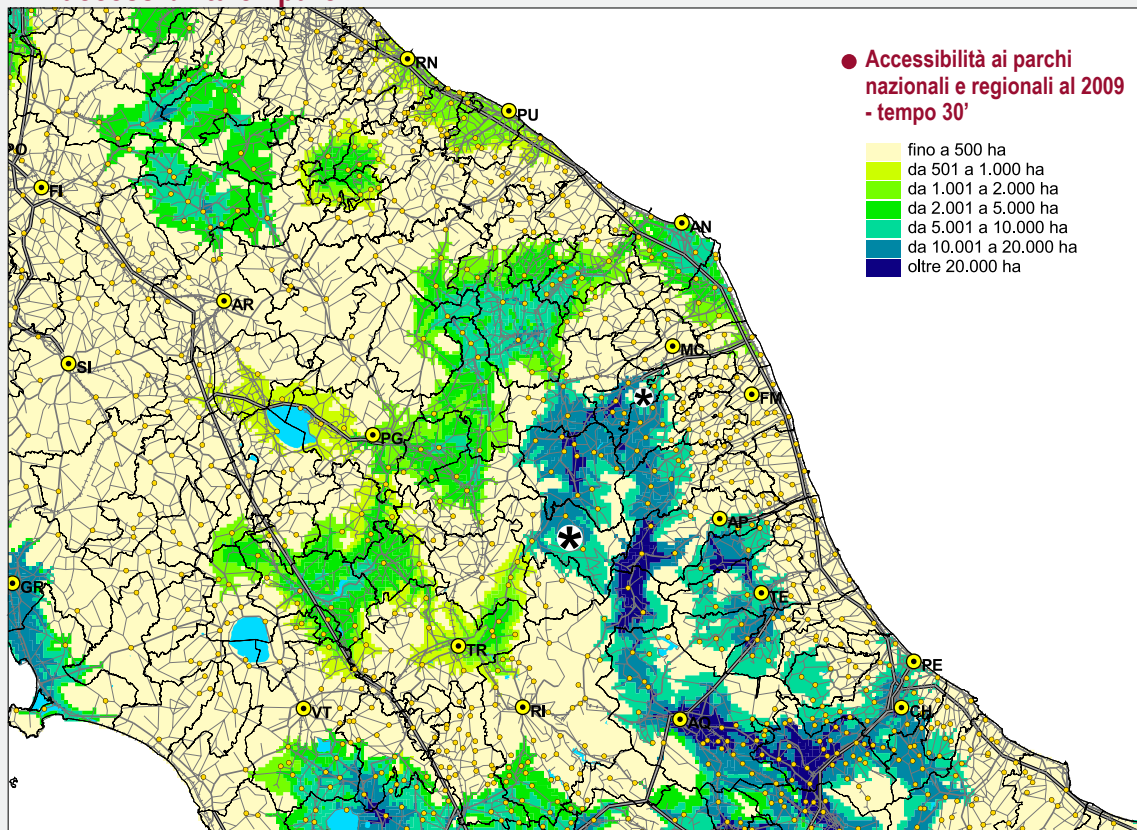 ● Accessibilità ai parchi
nazionali e regionali al 2009
- tempo 30’
fino a 500 ha
da 501 a 1.000 ha
da 1.001 a 2.000 ha
da 2.001 a 5.000 ha
da 5.001 a 10.000 ha
da 10.001 a 20.000 ha
oltre 20.000 ha
RN
PU
PO
FI
AN
AR
MC
SI
FM
PG
*
AP
*
GR
TE
TR
PE
VT
RI
AQ
CH